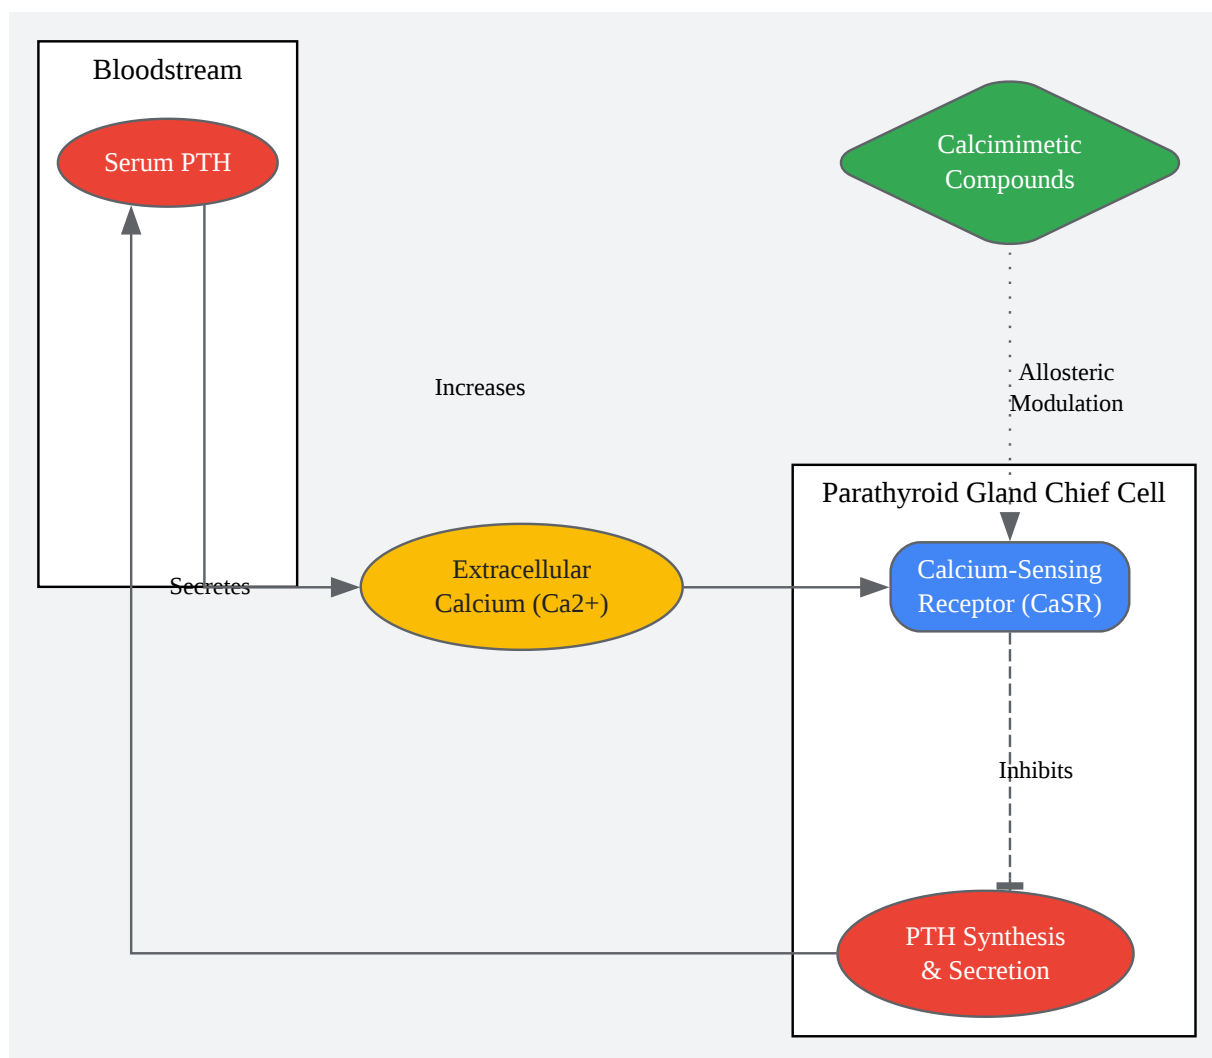 Bloodstream
Serum PTH
Calcimimetic
Compounds
Increases
Allosteric
Modulation
Parathyroid Gland Chief Cell
Secretes
Extracellular
Calcium (Ca2+)
Calcium-Sensing
Receptor (CaSR)
Inhibits
PTH Synthesis
& Secretion